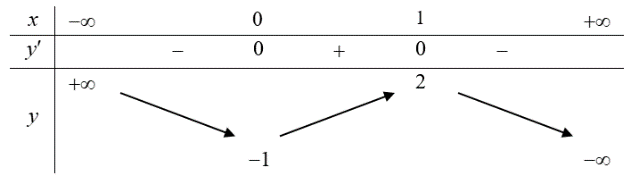 x −∞ 0 1 +∞
y′ − 0 + 0 −
+∞ 2
y
−1 −∞